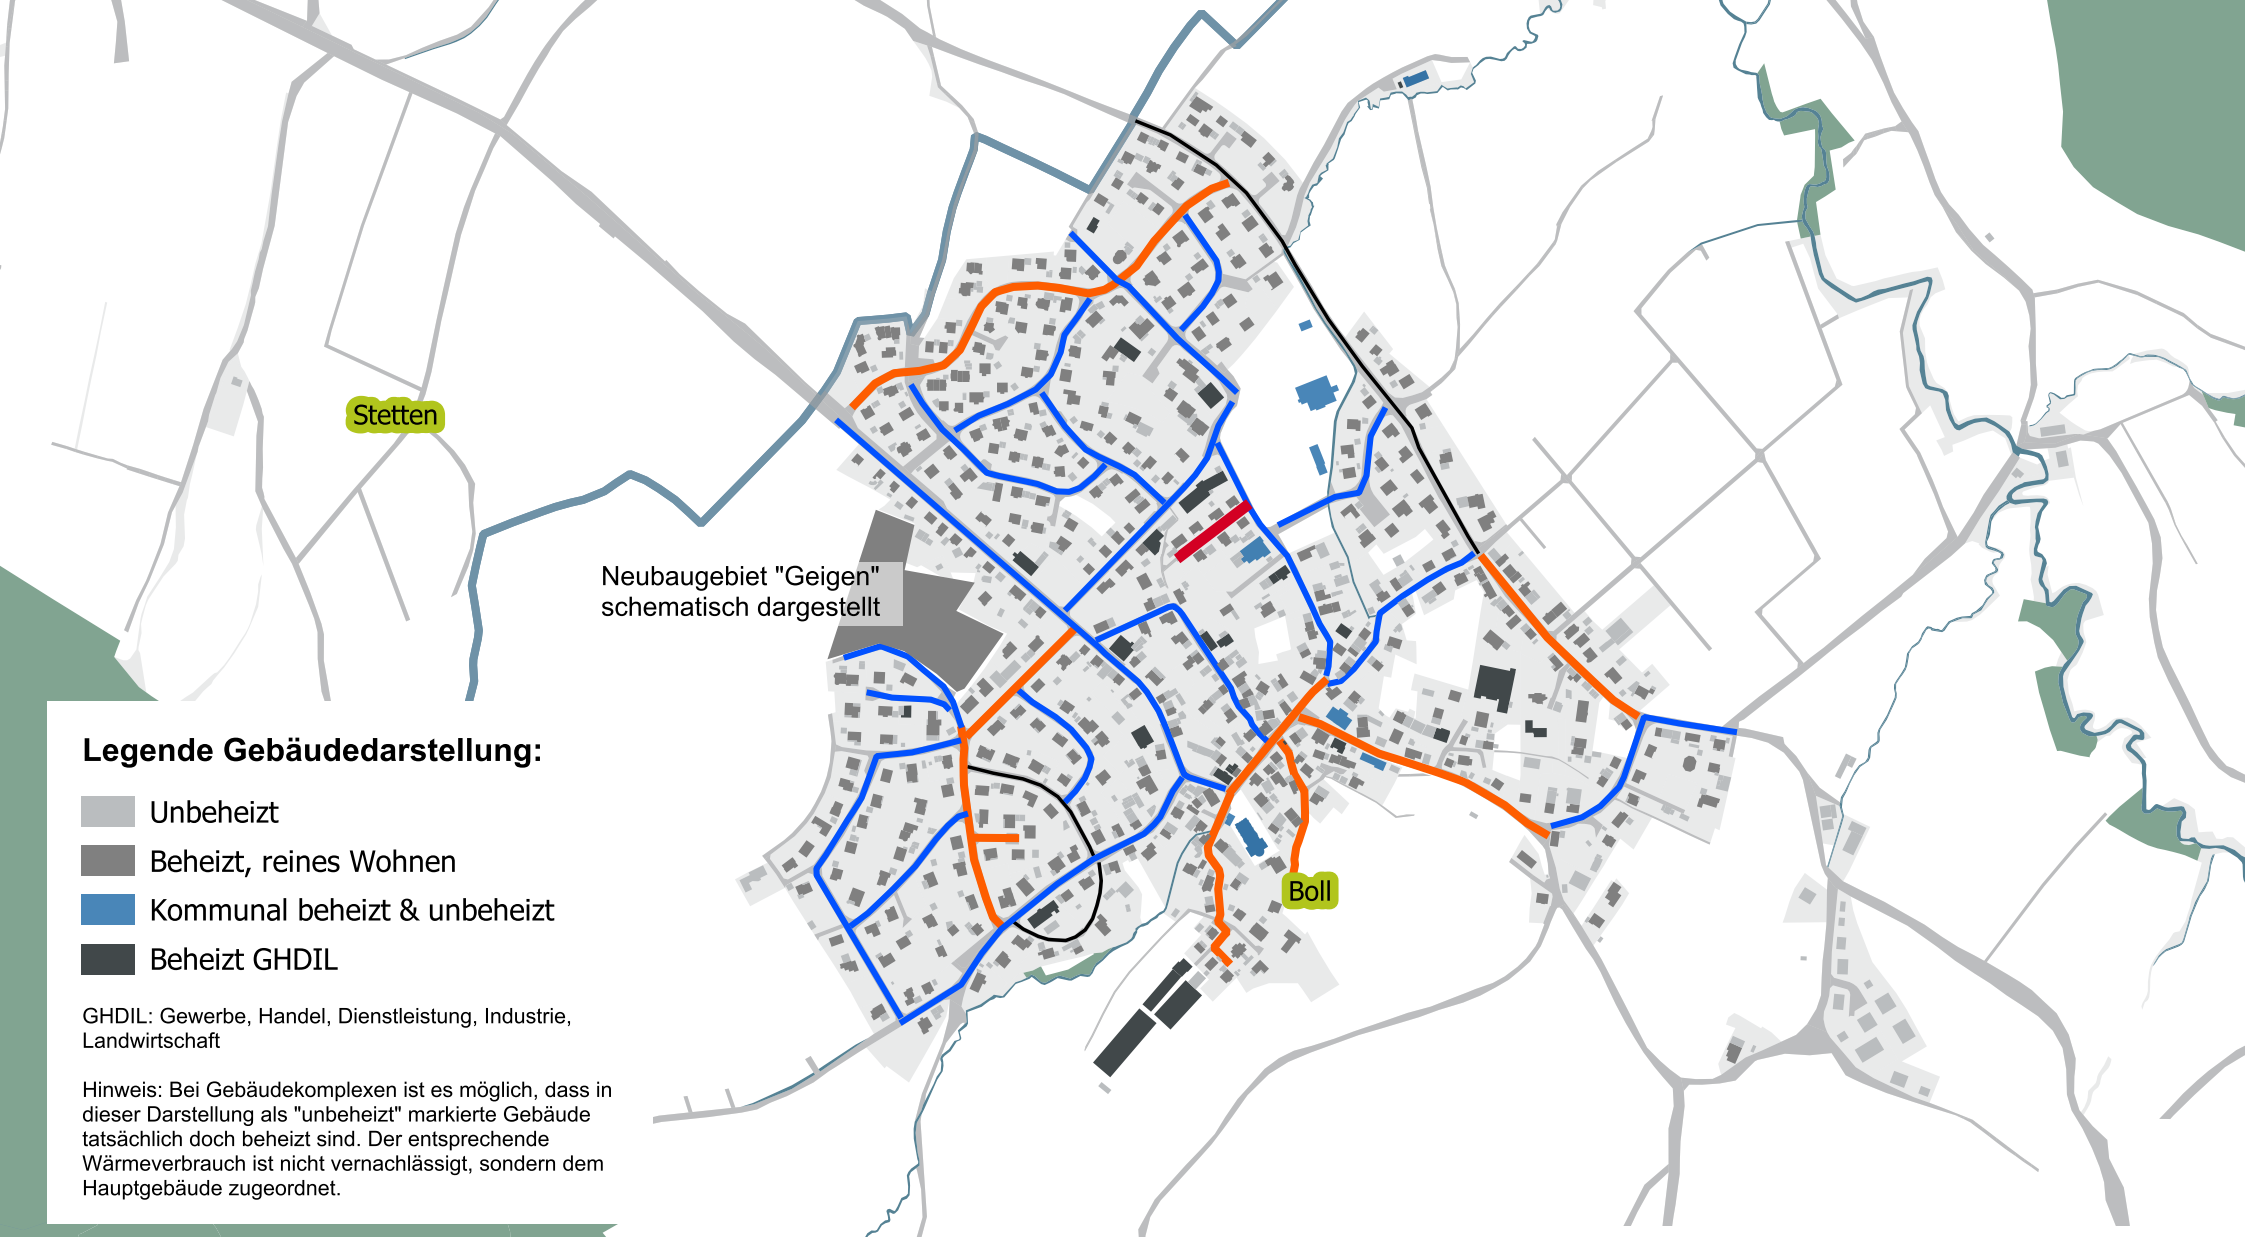 Stetten
Neubaugebiet "Geigen"
schematisch dargestellt
Boll
Legende Gebäudedarstellung:
Unbeheizt
Beheizt, reines Wohnen
Kommunal beheizt & unbeheizt
Beheizt GHDIL
GHDIL: Gewerbe, Handel, Dienstleistung, Industrie,
Landwirtschaft
Hinweis: Bei Gebäudekomplexen ist es möglich, dass in
dieser Darstellung als "unbeheizt" markierte Gebäude
tatsächlich doch beheizt sind. Der entsprechende
Wärmeverbrauch ist nicht vernachlässigt, sondern dem
Hauptgebäude zugeordnet.